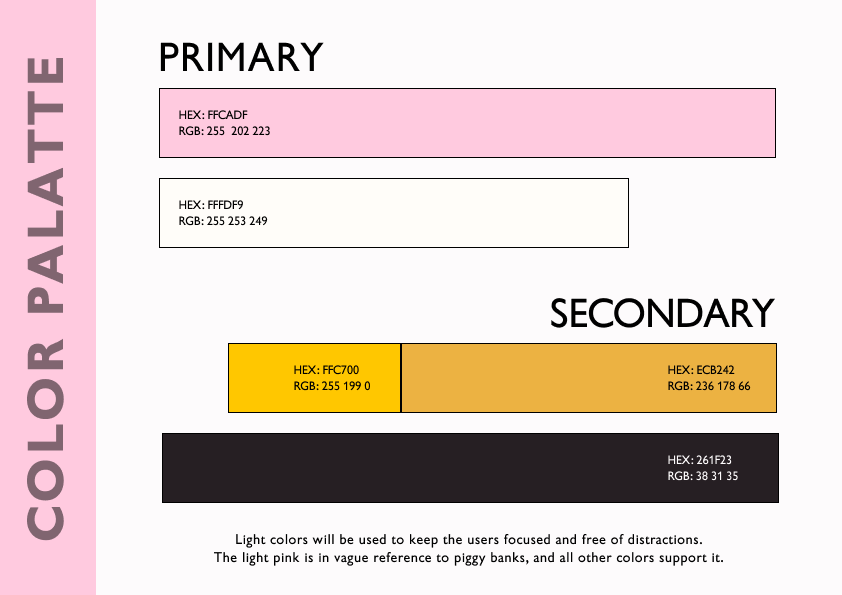 COLOR PALATTE
PRIMARY
HEX: FFCADF
RGB: 255 202 223
HEX: FFFDF9
RGB: 255 253 249
SECONDARY
HEX: FFC700
RGB: 255 199 0
HEX: ECB242
RGB: 236 178 66
HEX: 261F23
RGB: 38 31 35
Light colors will be used to keep the users focused and free of distractions.
The light pink is in vague reference to piggy banks, and all other colors support it.